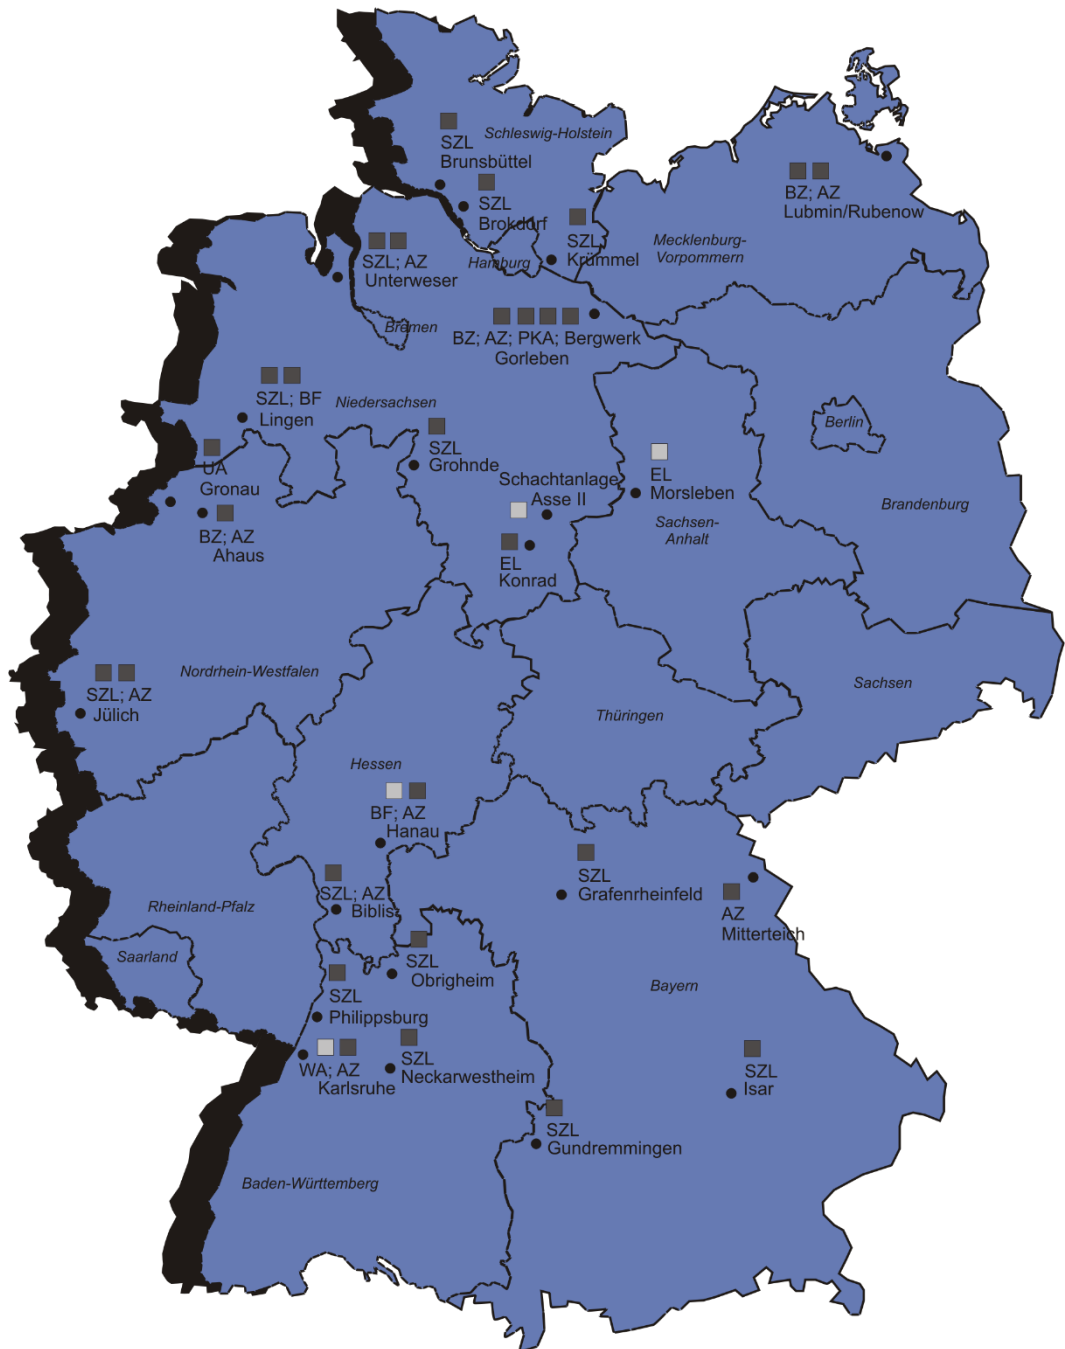 SZL
Brunsbüttel
Schleswig-Holstein
SZL
Brokdorf
BZ; AZ
Lubmin/Rubenow
SZL
Krümmel
Hamburg
Mecklenburg-
Vorpommern
SZL; AZ
Unterweser
Bremen
BZ; AZ; PKA; Bergwerk
Gorleben
SZL; BF
Lingen
Niedersachsen
SZL
Grohnde
Berlin
UA
Gronau
Schachtanlage
Asse II
EL
Morsleben
Brandenburg
BZ; AZ
Ahaus
Sachsen-
Anhalt
EL
Konrad
Nordrhein-Westfalen
SZL; AZ
Jülich
Sachsen
Thüringen
Hessen
BF; AZ
Hanau
SZL
Grafenrheinfeld
SZL; AZ
Biblis
AZ
Mitterteich
Rheinland-Pfalz
Saarland
SZL
Obrigheim
Bayern
SZL
Philippsburg
WA; AZ
Karlsruhe
SZL
Neckarwestheim
SZL
Isar
SZL
Gundremmingen
Baden-Württemberg